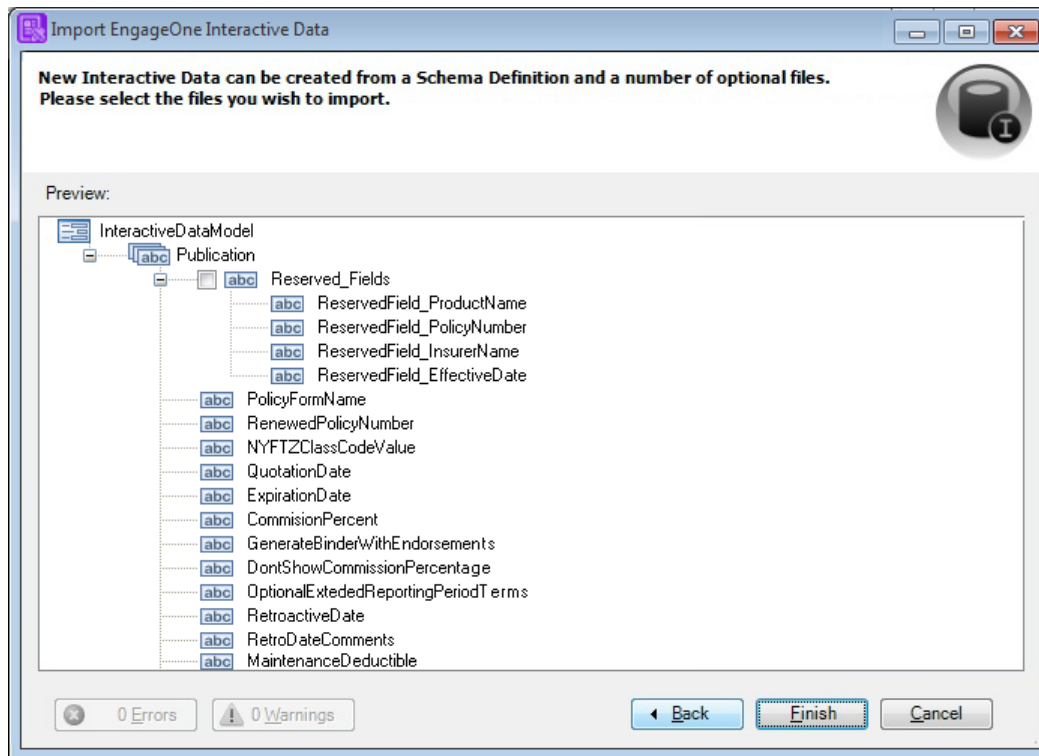 Import EngageOne Interactive Data
New Interactive Data can be created from a Schema Definition and a number of optional files.
Please select the files you wish to import.
I
Preview:
InteractiveDataModel
abc Publication
abc Reserved_Fields
abc ReservedField_ProductName
abc ReservedField_PolicyNumber
abc ReservedField_InsurerName
abc ReservedField_EffectiveDate
abc PolicyFormName
abc RenewedPolicyNumber
abc NYFTZClassCodeValue
abc QuotationDate
abc ExpirationDate
abc CommisionPercent
abc GenerateBinderWithEndorsements
abc DontShowCommissionPercentage
abc OptionalExtededReportingPeriodTerms
abc RetroactiveDate
abc RetroDateComments
abc MaintenanceDeductible
0 Errors 0 Warnings Back Finish Cancel